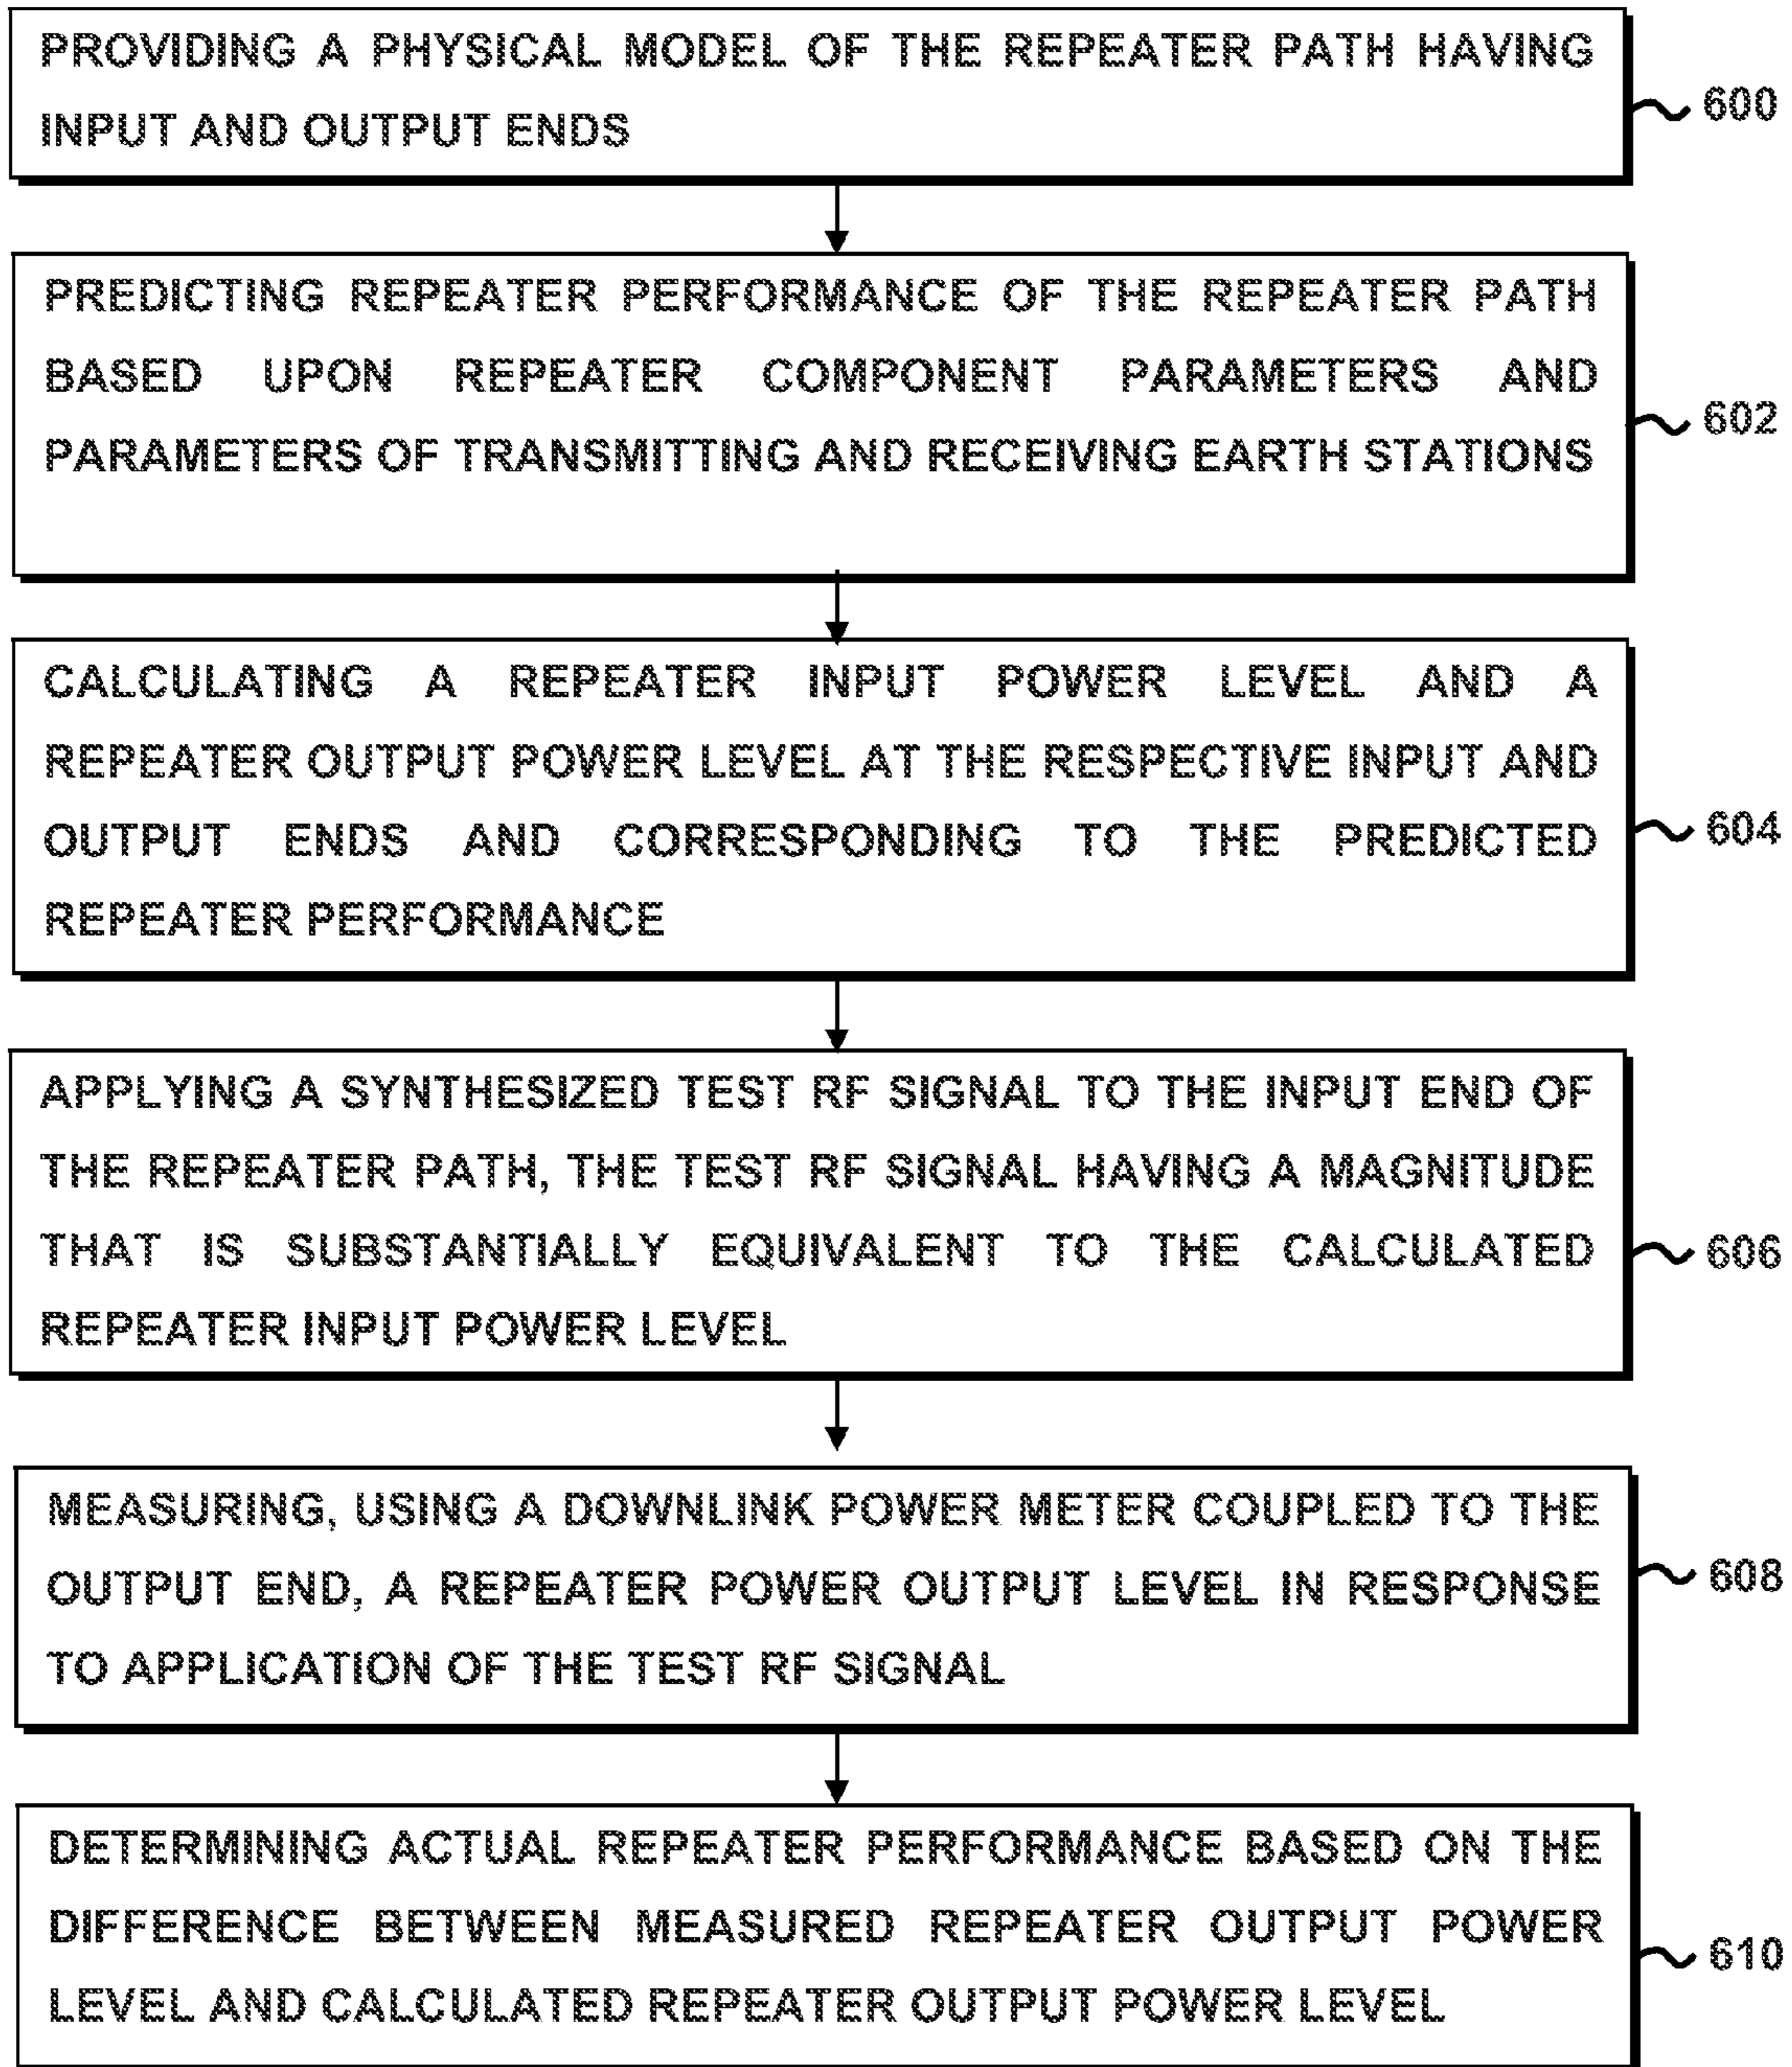 PROVIDING A PHYSICAL MODEL OF THE REPEATER PATH HAVING
INPUT AND OUTPUT ENDS
600
PREDICTING REPEATER PERFORMANCE OF THE REPEATER PATH
BASED UPON REPEATER COMPONENT PARAMETERS AND
PARAMETERS OF TRANSMITTING AND RECEIVING EARTH STATIONS
602
CALCULATING A REPEATER INPUT POWER LEVEL AND A
REPEATER OUTPUT POWER LEVEL AT THE RESPECTIVE INPUT AND
OUTPUT ENDS AND CORRESPONDING TO THE PREDICTED
REPEATER PERFORMANCE
604
APPLYING A SYNTHESIZED TEST RF SIGNAL TO THE INPUT END OF
THE REPEATER PATH, THE TEST RF SIGNAL HAVING A MAGNITUDE
THAT IS SUBSTANTIALLY EQUIVALENT TO THE CALCULATED
REPEATER INPUT POWER LEVEL
606
MEASURING, USING A DOWNLINK POWER METER COUPLED TO THE
OUTPUT END, A REPEATER POWER OUTPUT LEVEL IN RESPONSE
TO APPLICATION OF THE TEST RF SIGNAL
608
DETERMINING ACTUAL REPEATER PERFORMANCE BASED ON THE
DIFFERENCE BETWEEN MEASURED REPEATER OUTPUT POWER
LEVEL AND CALCULATED REPEATER OUTPUT POWER LEVEL
610